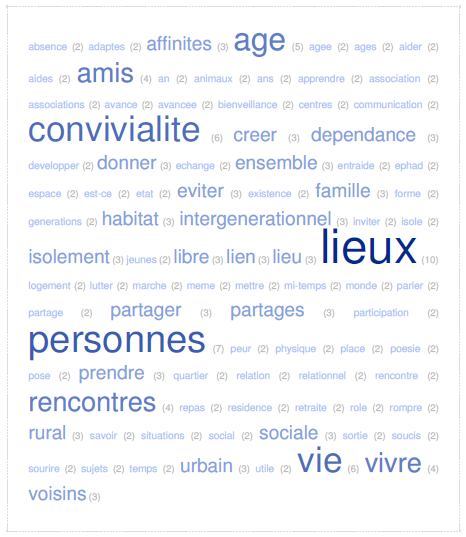 absence (2) adaptes (2) affinites (3) age (5) agee (2) ages (2) aider (2)
aides (2) amis (4) an (2) animaux (2) ans (2) apprendre (2) association (2)
associations (2) avance (2) avancee (2) bienveillance (2) centres (2) communication (2)
convivialite (6) creer (3) dependance (3)
developper (2) donner (3) echange (2) ensemble (3) entraide (2) ephad (2)
espace (2) est-ce (2) etat (2) eviter (3) existence (2) famille (3) forme (2)
generations (2) habitat (3) intergenerationnel (3) inviter (2) isole (2)
isolement (3) jeunes (2) libre (3) lien (3) lieu (3) lieux (10)
logement (2) lutter (2) marche (2) meme (2) mettre (2) mi-temps (2) monde (2) parler (2)
partage (2) partager (3) partages (3) participation (2)
personnes (7) peur (2) physique (2) place (2) poesie (2)
pose (2) prendre (3) quartier (2) relation (2) relationnel (2) rencontre (2)
rencontres (4) repas (2) residence (2) retraite (2) role (2) rompre (2)
rural (3) savoir (2) situations (2) social (2) sociale (3) sortie (2) soucis (2)
sourire (2) sujets (2) temps (2) urbain (3) utile (2) vie (6) vivre (4)
voisins (3)